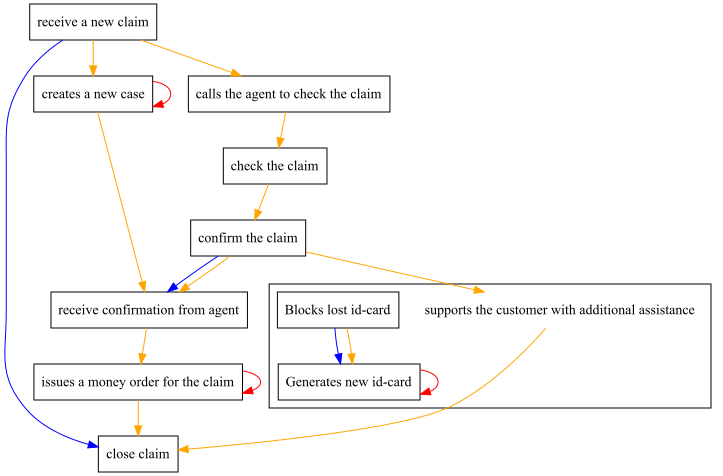 receive a new claim
creates a new case
calls the agent to check the claim
check the claim
confirm the claim
receive confirmation from agent
Blocks lost id-card
supports the customer with additional assistance
issues a money order for the claim
Generates new id-card
close claim